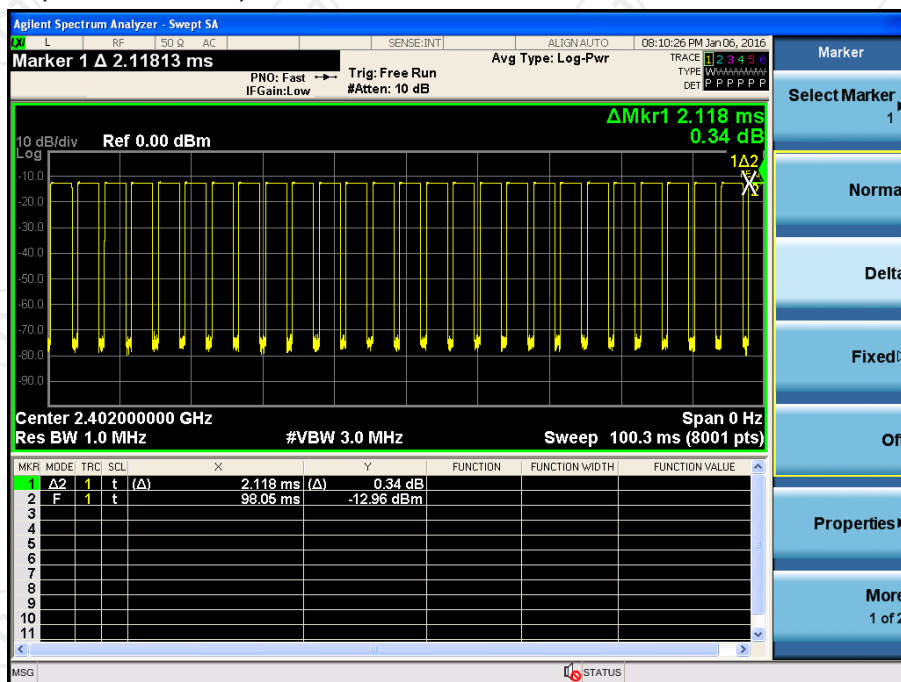 Agilent Spectrum Analyzer - Swept SA
LXI L RF 50 Ω AC SENSE:INT ALIGN AUTO 08:10:26 PM Jan 06, 2016
Marker 1 Δ 2.11813 ms
PNO: Fast
IFGain:Low
Trig: Free Run
#Atten: 10 dB
Avg Type: Log-Pwr
TRACE 1 2 3 4 5 6
TYPE
DET P P P P P P
ΔMkr1 2.118 ms
0.34 dB
10 dB/div Ref 0.00 dBm
Log
1Δ2
-10.0
-20.0
-30.0
-40.0
-50.0
-60.0
-70.0
-80.0
-90.0
Center 2.402000000 GHz Span 0 Hz
Res BW 1.0 MHz #VBW 3.0 MHz Sweep 100.3 ms (8001 pts)
MKR MODE TRC SCL X Y FUNCTION FUNCTION WIDTH FUNCTION VALUE
1 Δ2 1 t (Δ) 2.118 ms (Δ) 0.34 dB
2 F 1 t 98.05 ms -12.96 dBm
3
4
5
6
7
8
9
10
11
MSG STATUS
Marker
Select Marker
1
Norma
Delta
Fixed
Of
Properties
More
1 of 2